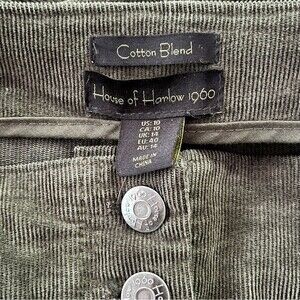 Cotton Blend
House of Harlow 1960
US: 10
CA: 10
UK: 14
EU: 40
AU: 14
MADE IN
CHINA